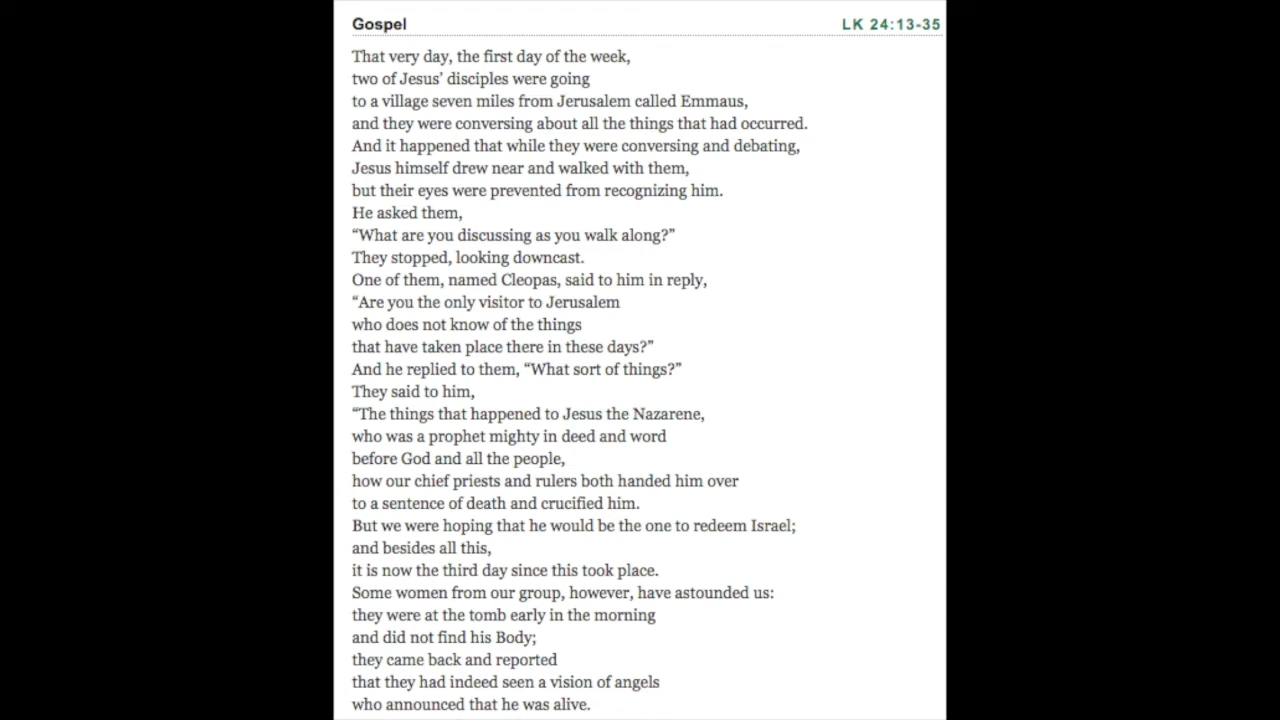 Gospel LK 24:13-35
That very day, the first day of the week,
two of Jesus’ disciples were going
to a village seven miles from Jerusalem called Emmaus,
and they were conversing about all the things that had occurred.
And it happened that while they were conversing and debating,
Jesus himself drew near and walked with them,
but their eyes were prevented from recognizing him.
He asked them,
“What are you discussing as you walk along?”
They stopped, looking downcast.
One of them, named Cleopas, said to him in reply,
“Are you the only visitor to Jerusalem
who does not know of the things
that have taken place there in these days?”
And he replied to them, “What sort of things?”
They said to him,
“The things that happened to Jesus the Nazarene,
who was a prophet mighty in deed and word
before God and all the people,
how our chief priests and rulers both handed him over
to a sentence of death and crucified him.
But we were hoping that he would be the one to redeem Israel;
and besides all this,
it is now the third day since this took place.
Some women from our group, however, have astounded us:
they were at the tomb early in the morning
and did not find his Body;
they came back and reported
that they had indeed seen a vision of angels
who announced that he was alive.